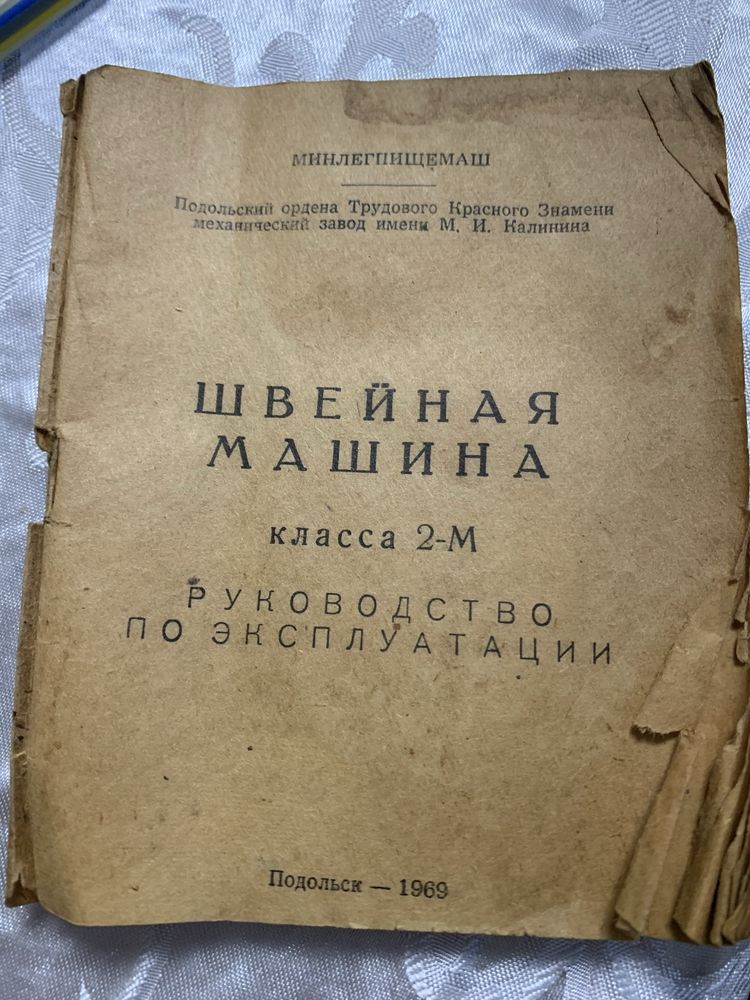 МИНЛЕГПИЩЕМАШ
Подольский ордена Трудового Красного Знамени
механический завод имени М. И. Калинина
ШВЕЙНАЯ
МАШИНА
класса 2-М
РУКОВОДСТВО
ПО ЭКСПЛУАТАЦИИ
Подольск — 1969